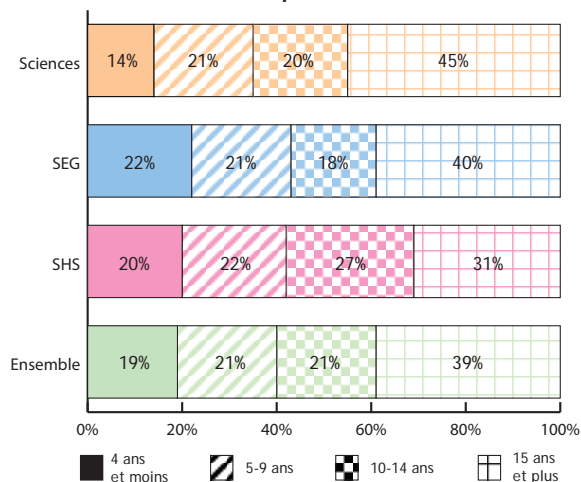 Sciences 14% 21% 20% 45%
SEG 22% 21% 18% 40%
SHS 20% 22% 27% 31%
Ensemble 19% 21% 21% 39%
0% 20% 40% 60% 80% 100%
4 ans
et moins
5-9 ans
10-14 ans
15 ans
et plus